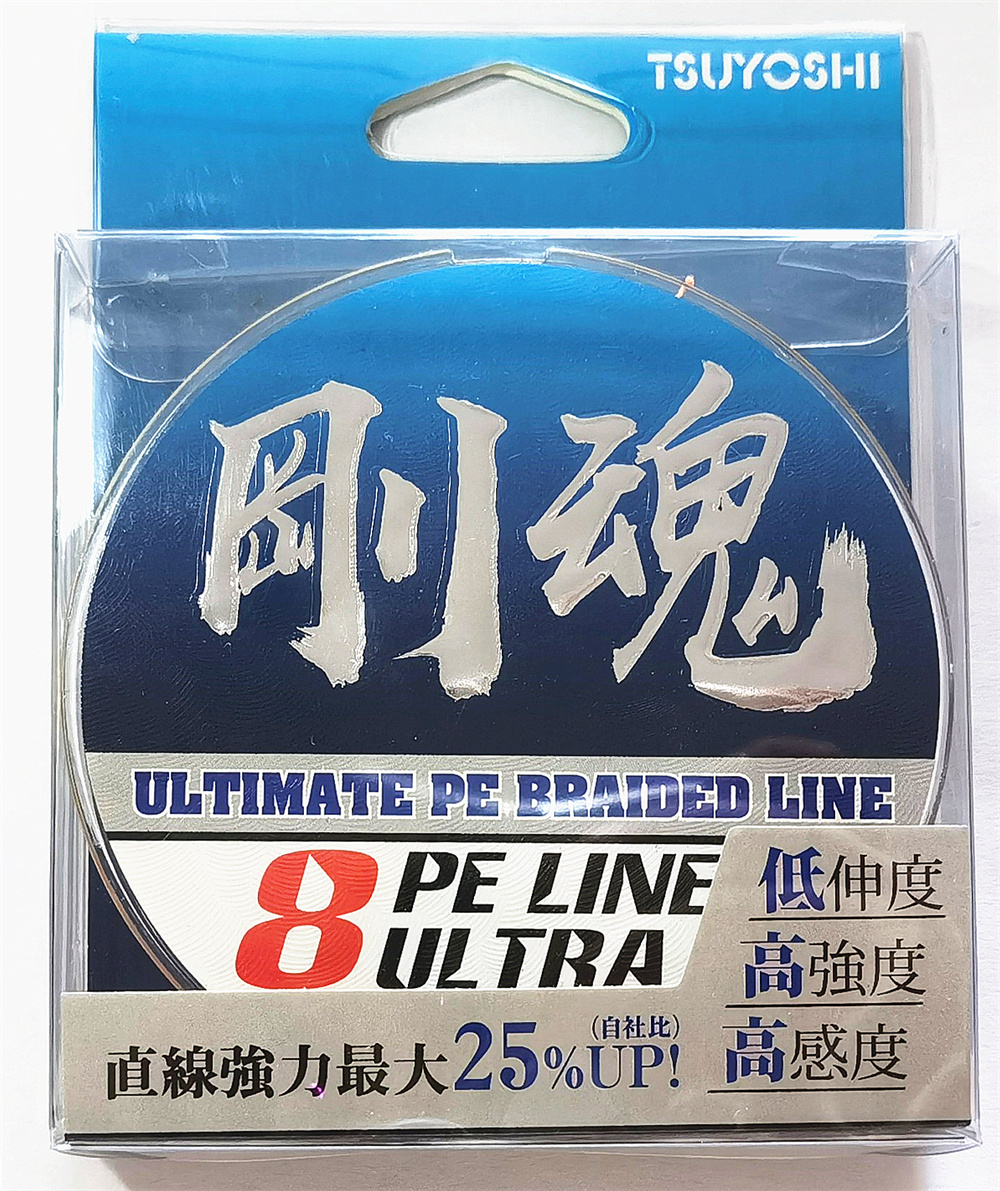 TSUYOSHI
剛魂
ULTIMATE PE BRAIDED LINE
8 PE LINE
ULTRA
低伸度
高強度
高感度
(自社比)
直線強力最大25%UP!